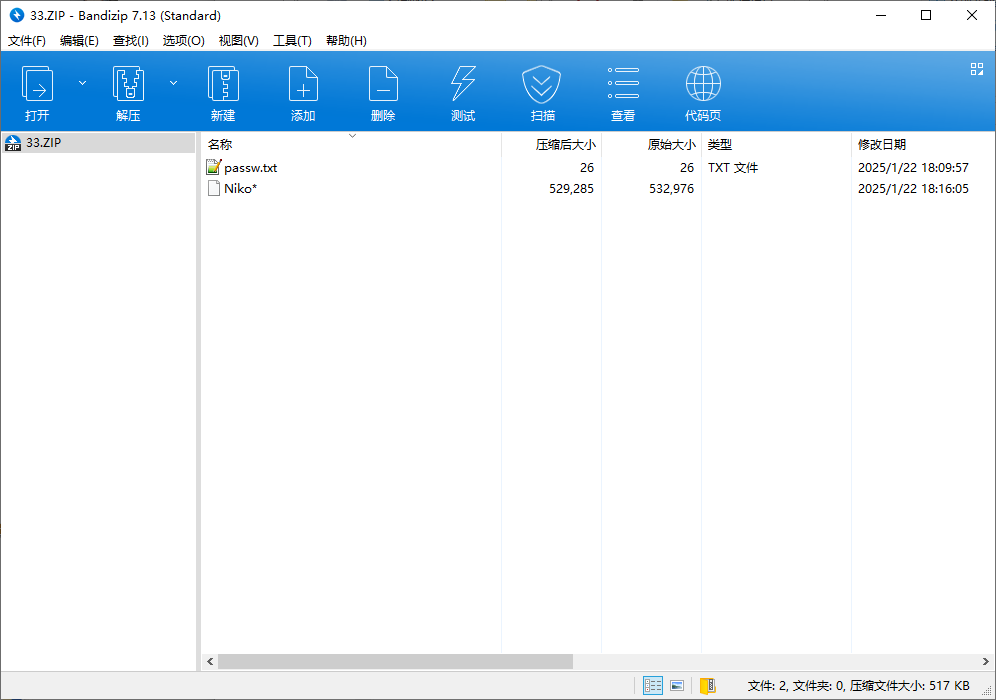 33.ZIP - Bandizip 7.13 (Standard)
文件(F) 编辑(E) 查找(I) 选项(O) 视图(V) 工具(T) 帮助(H)
打开 解压 新建 添加 删除 测试 扫描 查看 代码页
ZIP 33.ZIP
名称 压缩后大小 原始大小 类型 修改日期
passw.txt 26 26 TXT 文件 2025/1/22 18:09:57
Niko* 529,285 532,976 2025/1/22 18:16:05
文件: 2, 文件夹: 0, 压缩文件大小: 517 KB